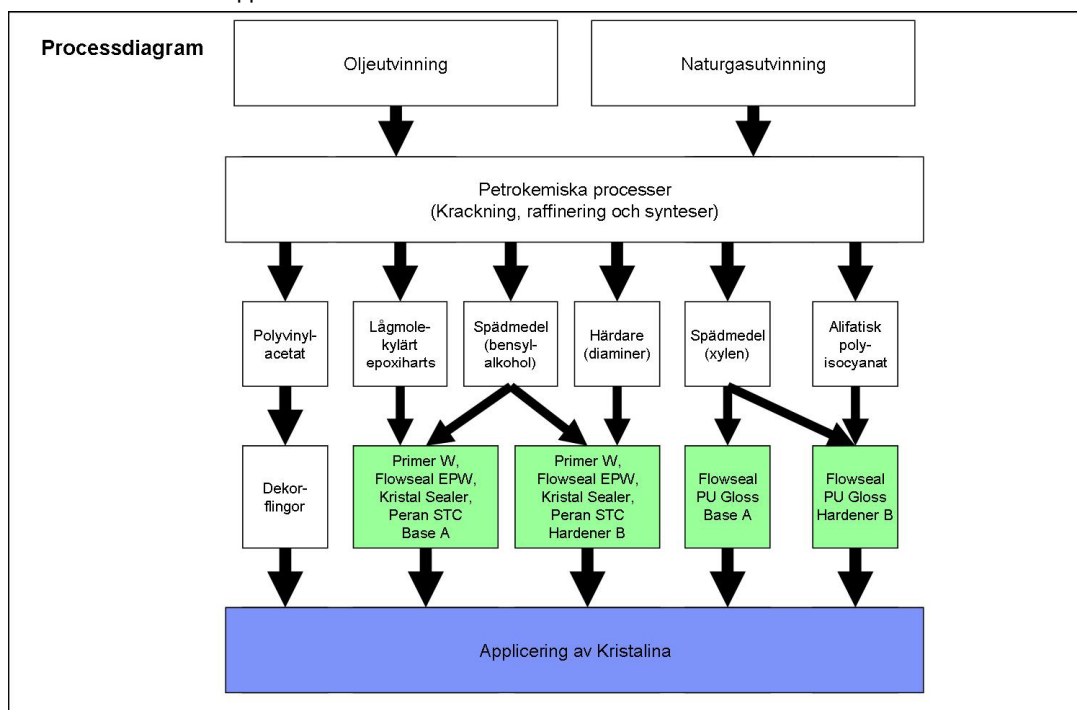 Processdiagram
Oljeutvinning
Naturgasutvinning
Petrokemiska processer
(Krackning, raffinering och synteser)
Polyvinyl-
acetat
Lågmole-
kylärt
epoxiharts
Spädmedel
(bensyl-
alkohol)
Härdare
(diaminer)
Spädmedel
(xylen)
Alifatisk
poly-
isocyanat
Dekor-
flingor
Primer W,
Flowseal EPW,
Kristal Sealer,
Peran STC
Base A
Primer W,
Flowseal EPW,
Kristal Sealer,
Peran STC
Hardener B
Flowseal
PU Gloss
Base A
Flowseal
PU Gloss
Hardener B
Applicering av Kristalina